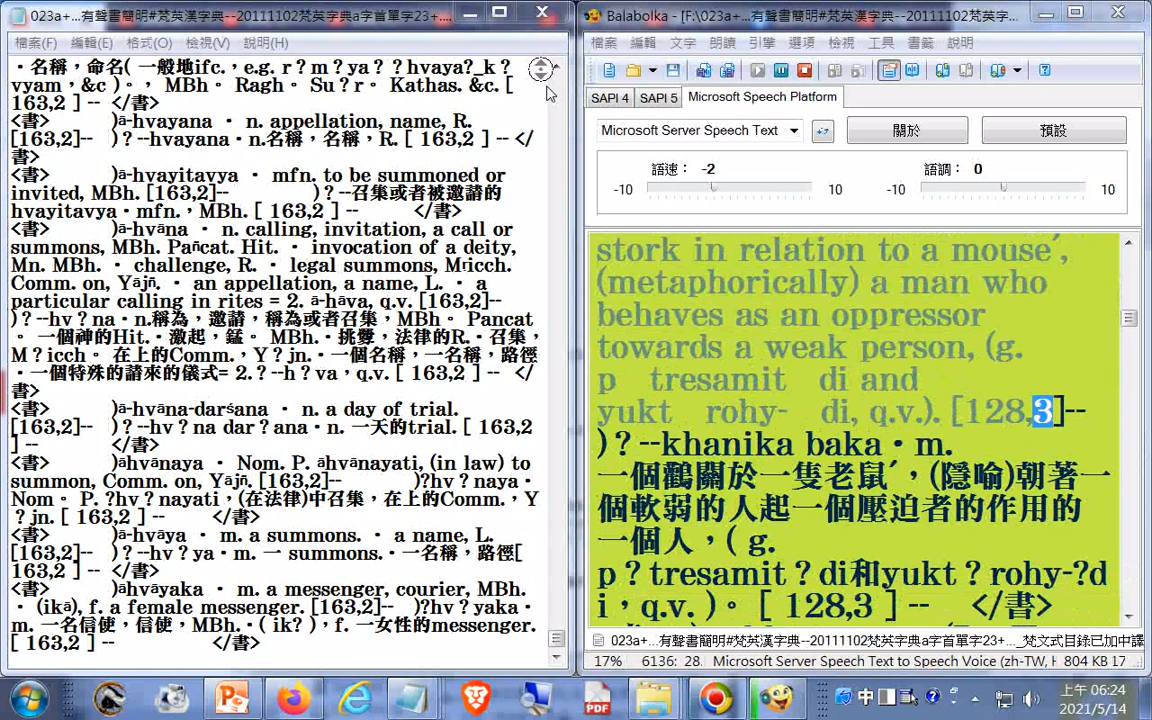 023a+...有聲書簡明#梵英漢字典--20111102梵英字典a字首單字23+....
檔案(F) 編輯(E) 格式(O) 檢視(V) 說明(H)
‧名稱，命名( 一般地ifc.，e.g. r？m？ya？？hvaya?_k？
vyam，&c )。， MBh。Ragh。Su？r。Kathas. &c. [
163,2] -- </書>
<書> )ā-hvayana ‧ n. appellation, name, R.
[163,2]-- )？--hvayana‧n.名稱，名稱，R. [ 163,2 ] -- </
書>
<書> )ā-hvayitavya ‧ mfn. to be summoned or
invited, MBh. [163,2]-- )？--召集或者被邀請的
hvayitavya‧mfn.，MBh. [ 163,2 ] -- </書>
<書> )ā-hvāna ‧ n. calling, invitation, a call or
summons, MBh. Pañcat. Hit. ‧ invocation of a deity,
Mn. MBh. ‧ challenge, R. ‧ legal summons, Mṛicch.
Comm. on, Yājñ. ‧ an appellation, a name, L. ‧ a
particular calling in rites = 2. ā-hāva, q.v. [163,2]--
)？--hv？na‧n.稱為，邀請，稱為或者召集，MBh。Pancat
。一個神的Hit.‧激起，錳。 MBh.‧挑釁，法律的R.‧召集，
M？icch。 在上的Comm.，Y？jn.‧一個名稱，一名稱，路徑
‧一個特殊的請來的儀式= 2.？--h？va，q.v. [ 163,2 ] -- </
書>
<書> )ā-hvāna-darśana ‧ n. a day of trial.
[163,2]-- )？--hv？na dar？ana‧n. 一天的trial. [ 163,2
] -- </書>
<書> )āhvānaya ‧ Nom. P. āhvānayati, (in law) to
summon, Comm. on, Yājñ. [163,2]-- )?hv？naya‧
Nom。P. ?hv？nayati，(在法律)中召集，在上的Comm.，Y
？jn. [ 163,2 ] -- </書>
<書> )ā-hvāya ‧ m. a summons. ‧ a name, L.
[163,2]-- )？--hv？ya‧m. 一 summons.‧一名稱，路徑[
163,2 ] -- </書>
<書> )āhvāyaka ‧ m. a messenger, courier, MBh.
‧ (ikā), f. a female messenger. [163,2]-- )?hv？yaka‧
m. 一名信使，信使，MBh.‧( ik？)，f. 一女性的messenger.
[ 163,2 ] -- </書>
Balabolka - [F:\023a+...有聲書簡明#梵英漢字典--20111102梵英字...
檔案 編輯 文字 朗讀 引擎 選項 檢視 工具 書籤 說明
SAPI 4 SAPI 5 Microsoft Speech Platform
Microsoft Server Speech Text 關於 預設
語速： -2 語調： 0
-10 10 -10 10
stork in relation to a mouse´,
(metaphorically) a man who
behaves as an oppressor
towards a weak person, (g.
p tresamit di and
yukt rohy- di, q.v.). [128,3]--
)？--khanika baka‧m.
一個鸛關於一隻老鼠´，(隱喻)朝著一
個軟弱的人起一個壓迫者的作用的
一個人，( g.
p？tresamit？di和yukt？rohy-?d
i，q.v. )。[ 128,3 ] -- </書>
023a+...有聲書簡明#梵英漢字典--20111102梵英字典a字首單字23+..._梵文式目錄已加中譯
17% 6136: 28. Microsoft Server Speech Text to Speech Voice (zh-TW, H 804 KB 17
中
上午 06:24
2021/5/14